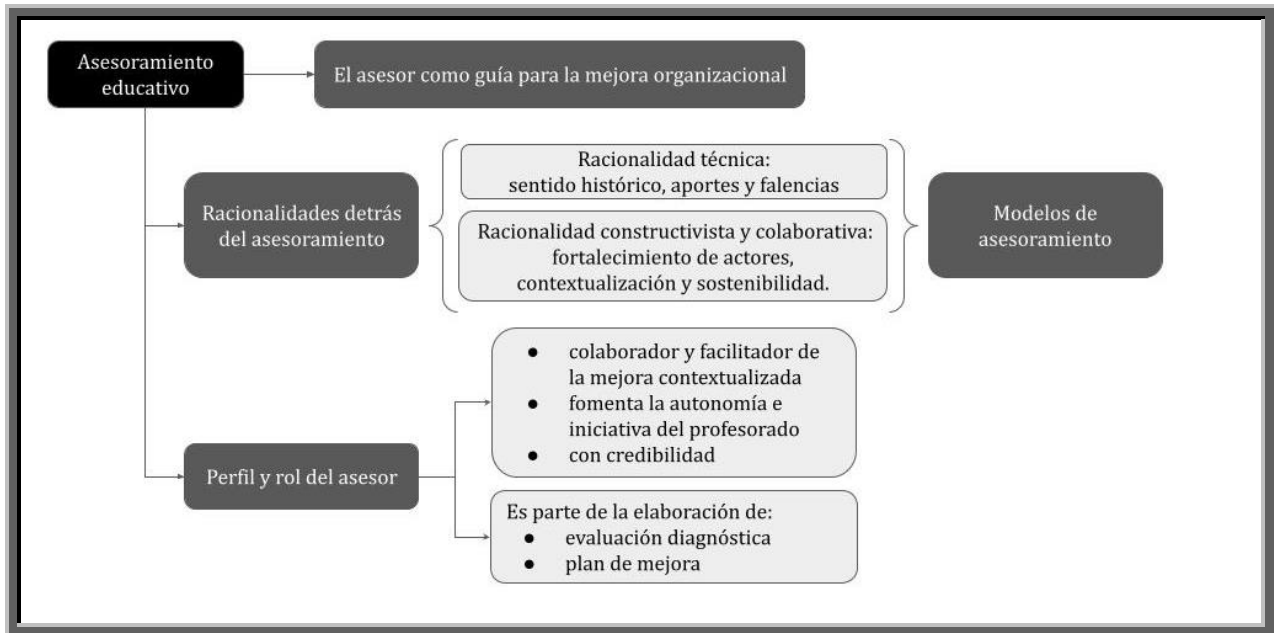 Asesoramiento
educativo
El asesor como guía para la mejora organizacional
Racionalidades detrás
del asesoramiento
Racionalidad técnica:
sentido histórico, aportes y falencias
Racionalidad constructivista y colaborativa:
fortalecimiento de actores,
contextualización y sostenibilidad.
Modelos de
asesoramiento
Perfil y rol del asesor
● colaborador y facilitador de
la mejora contextualizada
● fomenta la autonomía e
iniciativa del profesorado
● con credibilidad
Es parte de la elaboración de:
● evaluación diagnóstica
● plan de mejora